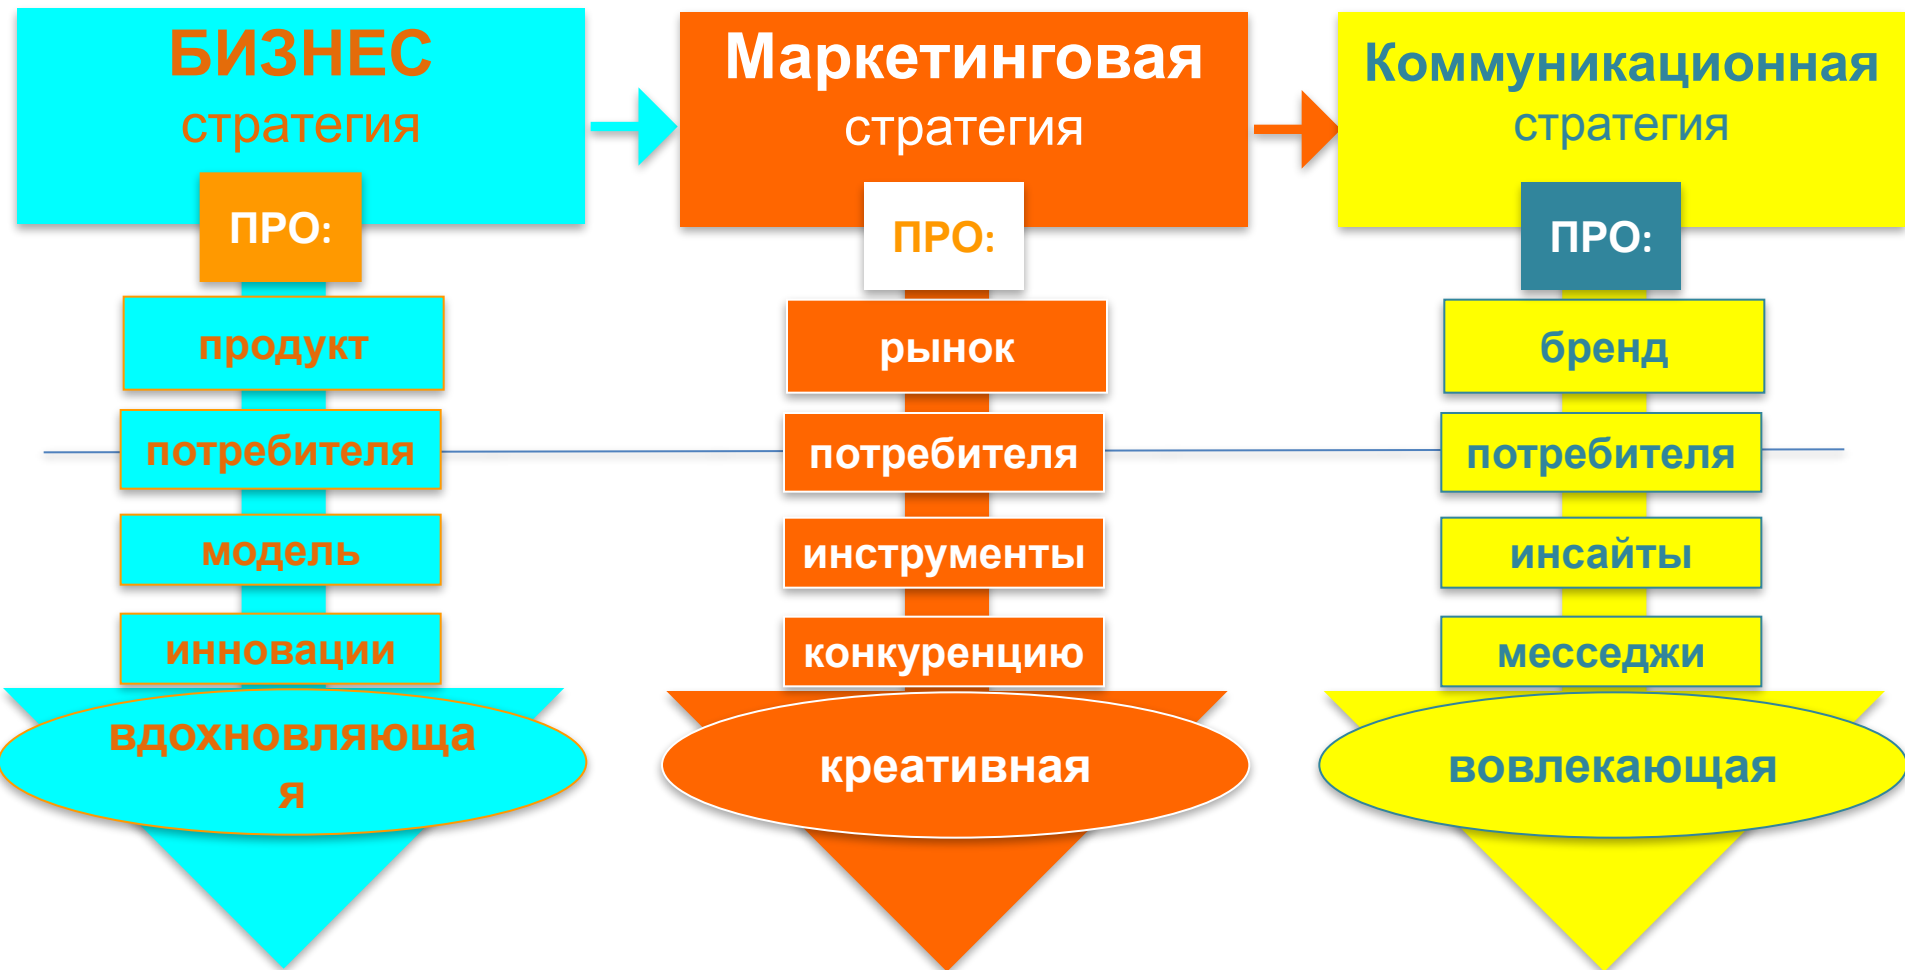 БИЗНЕС
стратегия
ПРО:
продукт
потребителя
модель
инновации
вдохновляюща
я
Маркетинговая
стратегия
ПРО:
рынок
потребителя
инструменты
конкуренцию
креативная
Коммуникационная
стратегия
ПРО:
бренд
потребителя
инсайты
месседжи
вовлекающая